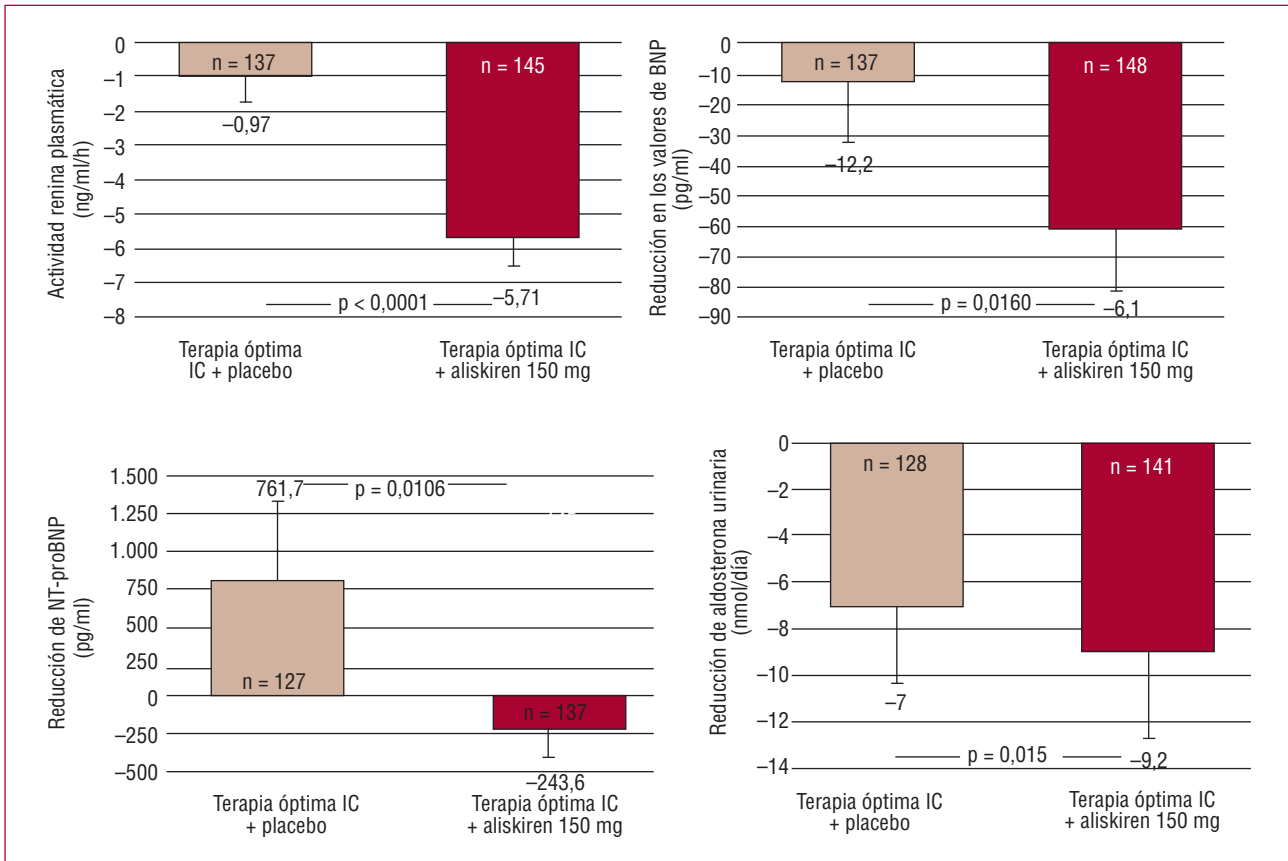 Actividad renina plasmática
(ng/ml/h)
0
–1
–2
–3
–4
–5
–6
–7
–8
n = 137
–0,97
n = 145
p < 0,0001
–5,71
Terapia óptima
IC + placebo
Terapia óptima IC
+ aliskiren 150 mg
Reducción en los valores de BNP
(pg/ml)
0
–10
–20
–30
–40
–50
–60
–70
–80
–90
n = 137
–12,2
n = 148
p = 0,0160
–6,1
Terapia óptima IC
+ placebo
Terapia óptima IC
+ aliskiren 150 mg
Reducción de NT-proBNP
(pg/ml)
1.500
1.250
1.000
750
500
250
0
–250
–500
761,7
p = 0,0106
n = 127
n = 137
–243,6
Terapia óptima IC
+ placebo
Terapia óptima IC
+ aliskiren 150 mg
Reducción de aldosterona urinaria
(nmol/día)
0
–2
–4
–6
–8
–10
–12
–14
n = 128
–7
n = 141
p = 0,015
–9,2
Terapia óptima IC
+ placebo
Terapia óptima IC
+ aliskiren 150 mg